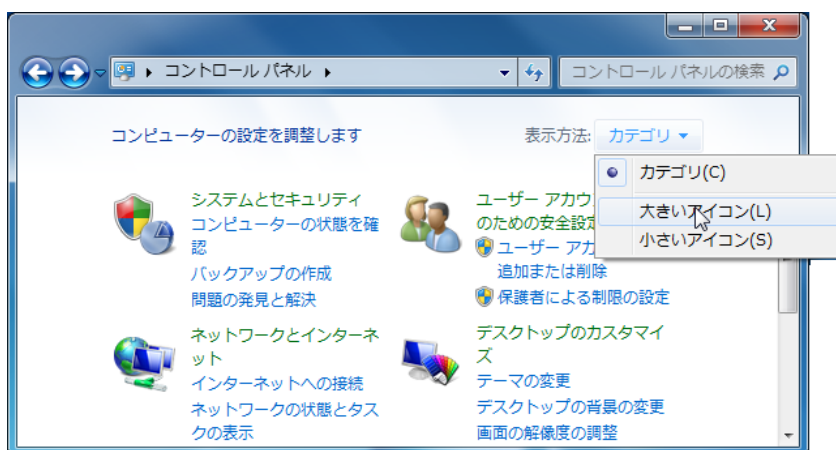 コントロール パネル
コントロール パネルの検索
コンピューターの設定を調整します
表示方法: カテゴリ
カテゴリ(C)
大きいアイコン(L)
小さいアイコン(S)
システムとセキュリティ
コンピューターの状態を確
認
バックアップの作成
問題の発見と解決
ユーザー アカウ
のための安全設定
ユーザー アカ
追加または削除
保護者による制限の設定
ネットワークとインターネ
ット
インターネットへの接続
ネットワークの状態とタス
クの表示
デスクトップのカスタマイ
ズ
テーマの変更
デスクトップの背景の変更
画面の解像度の調整